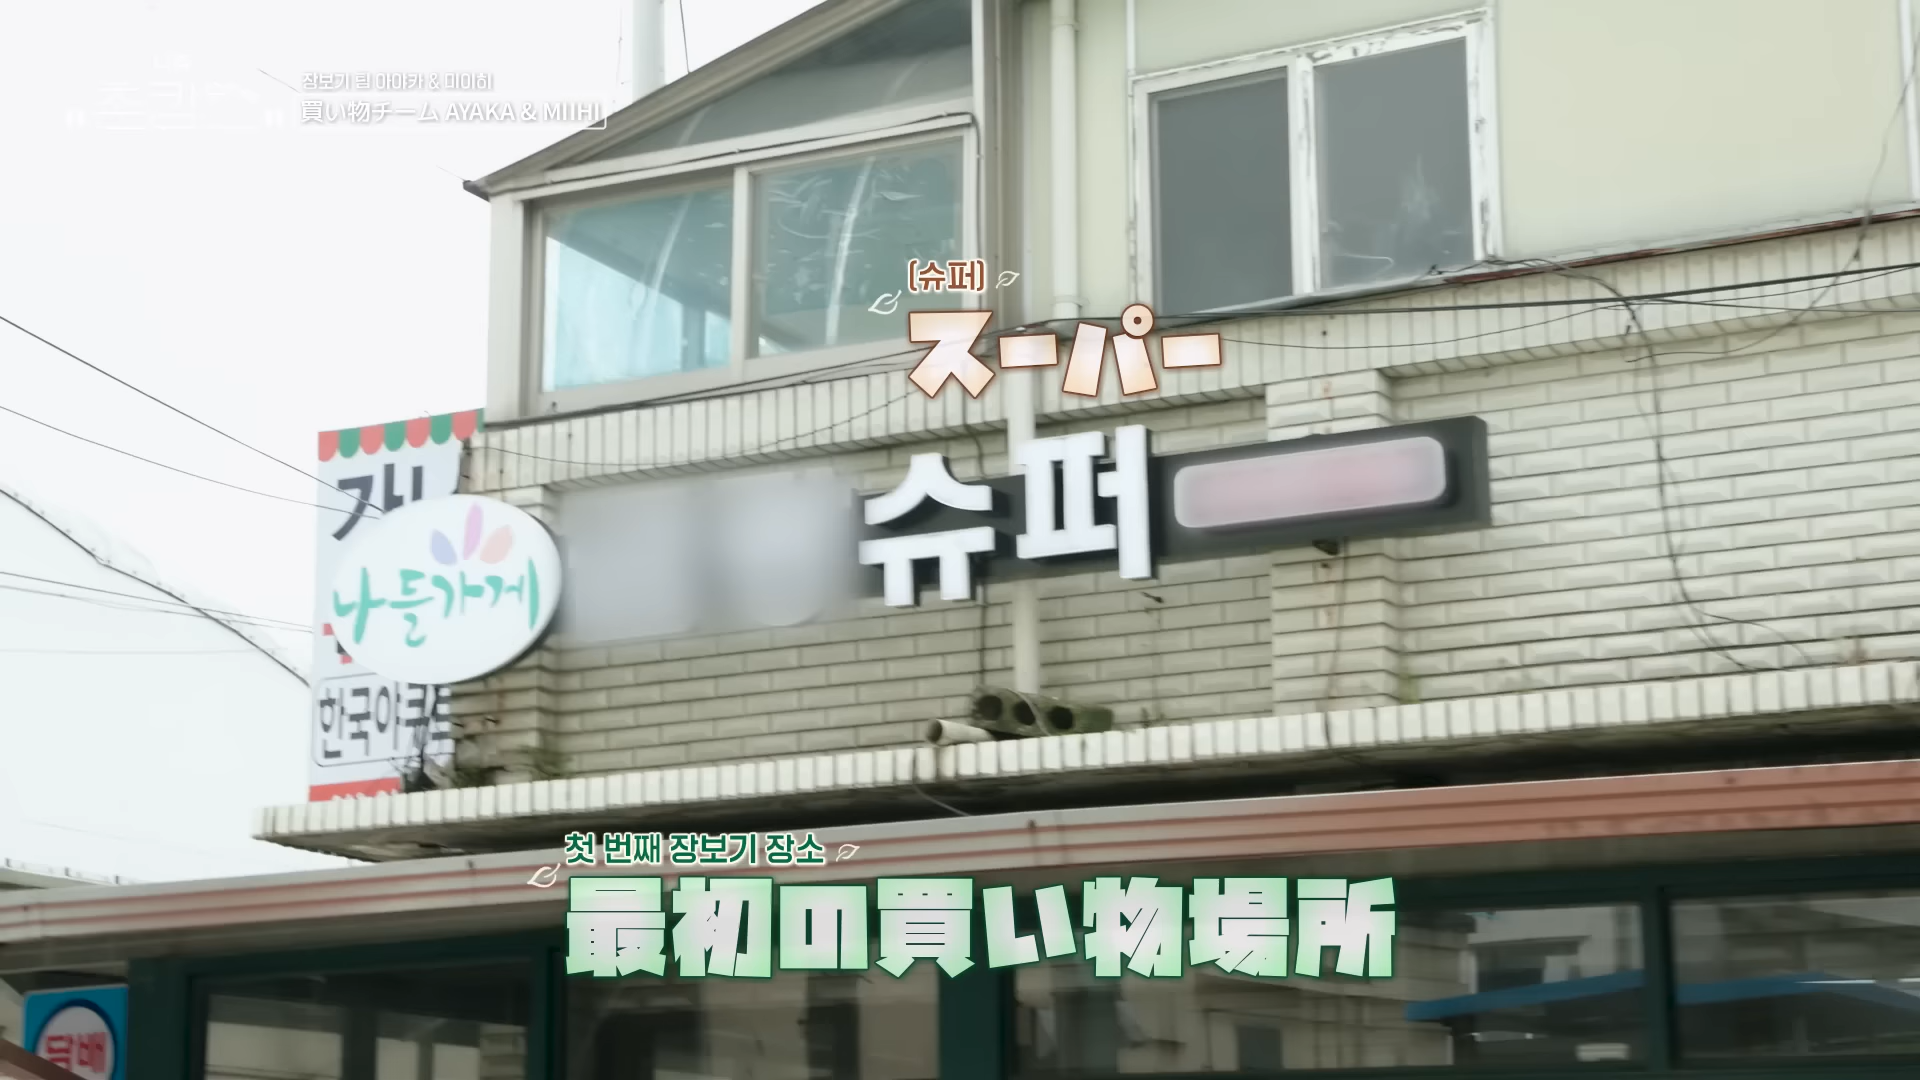 장보기 팀 아야카 & 미이히
買い物チーム AYAKA & MIIHI
(슈퍼)
スーパー
슈퍼
나들가게
한국야쿠르
첫 번째 장보기 장소
最初の買い物場所
담배